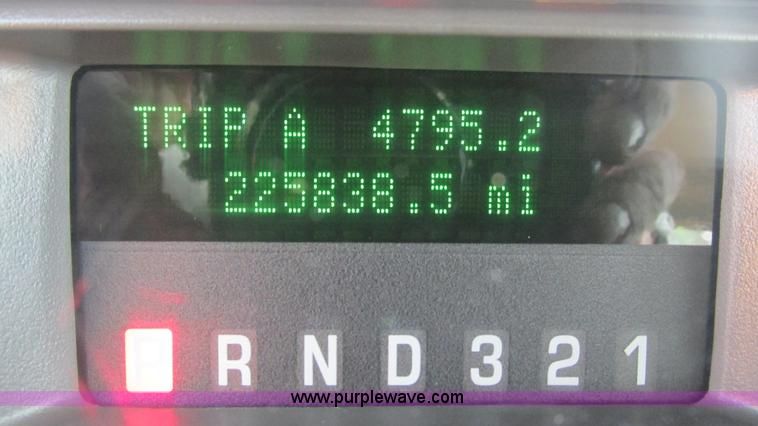 TRIP A 4795.2
225838.5 mi
P R N D 3 2 1
www.purplewave.com